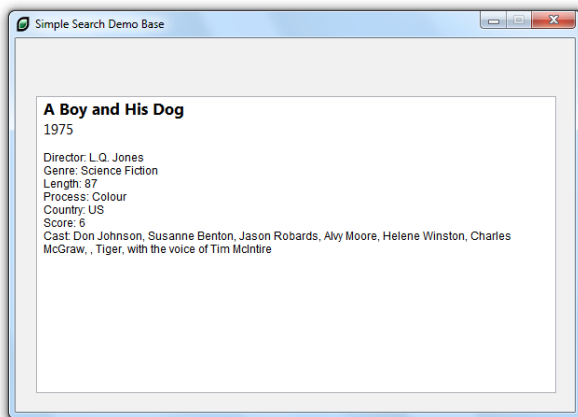 Simple Search Demo Base
A Boy and His Dog
1975
Director: L.Q. Jones
Genre: Science Fiction
Length: 87
Process: Colour
Country: US
Score: 6
Cast: Don Johnson, Susanne Benton, Jason Robards, Alvy Moore, Helene Winston, Charles
McGraw, , Tiger, with the voice of Tim McIntire